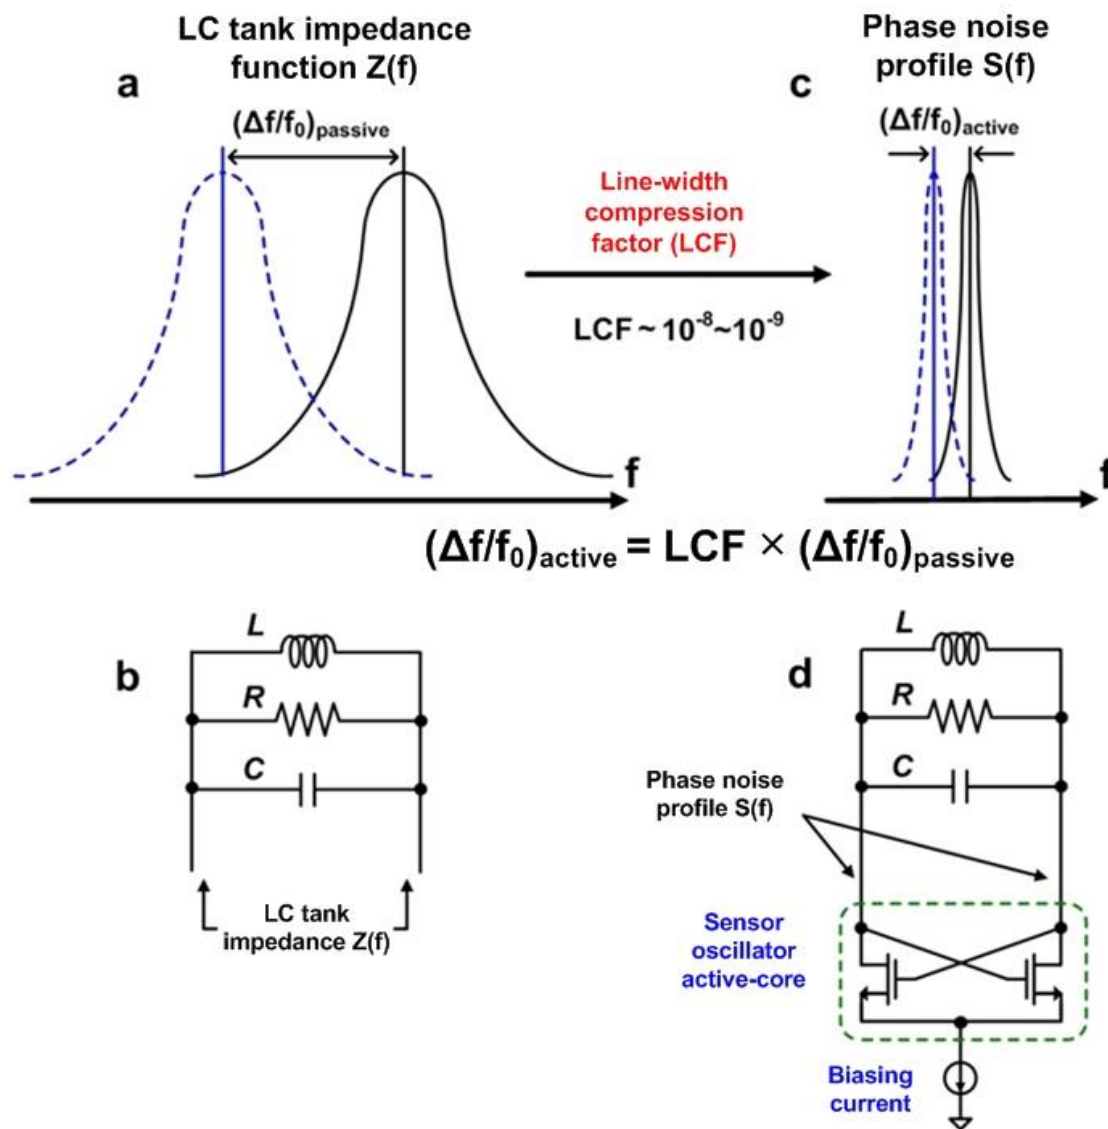 LC tank impedance
function Z(f)
a
(Δf/f₀)passive
Phase noise
profile S(f)
c
(Δf/f₀)active
Line-width
compression
factor (LCF)
LCF ~ 10⁻⁸~10⁻⁹
f
f
(Δf/f₀)active = LCF × (Δf/f₀)passive
b
L
R
C
LC tank
impedance Z(f)
d
L
R
C
Phase noise
profile S(f)
Sensor
oscillator
active-core
Biasing
current